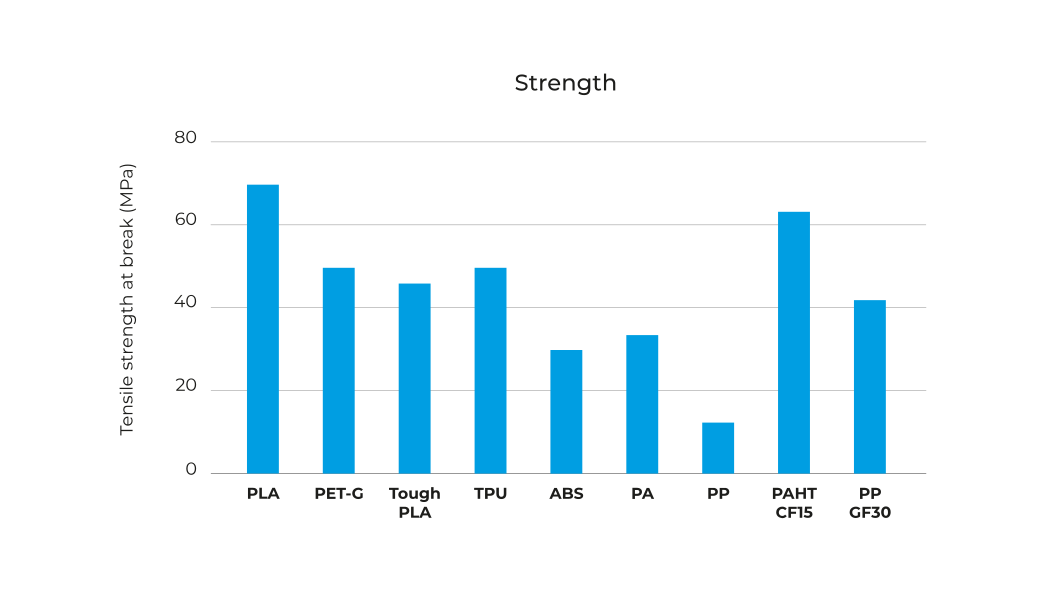 Strength
Tensile strength at break (MPa)
80
60
40
20
0
PLA
PET-G
Tough
PLA
TPU
ABS
PA
PP
PAHT
CF15
PP
GF30